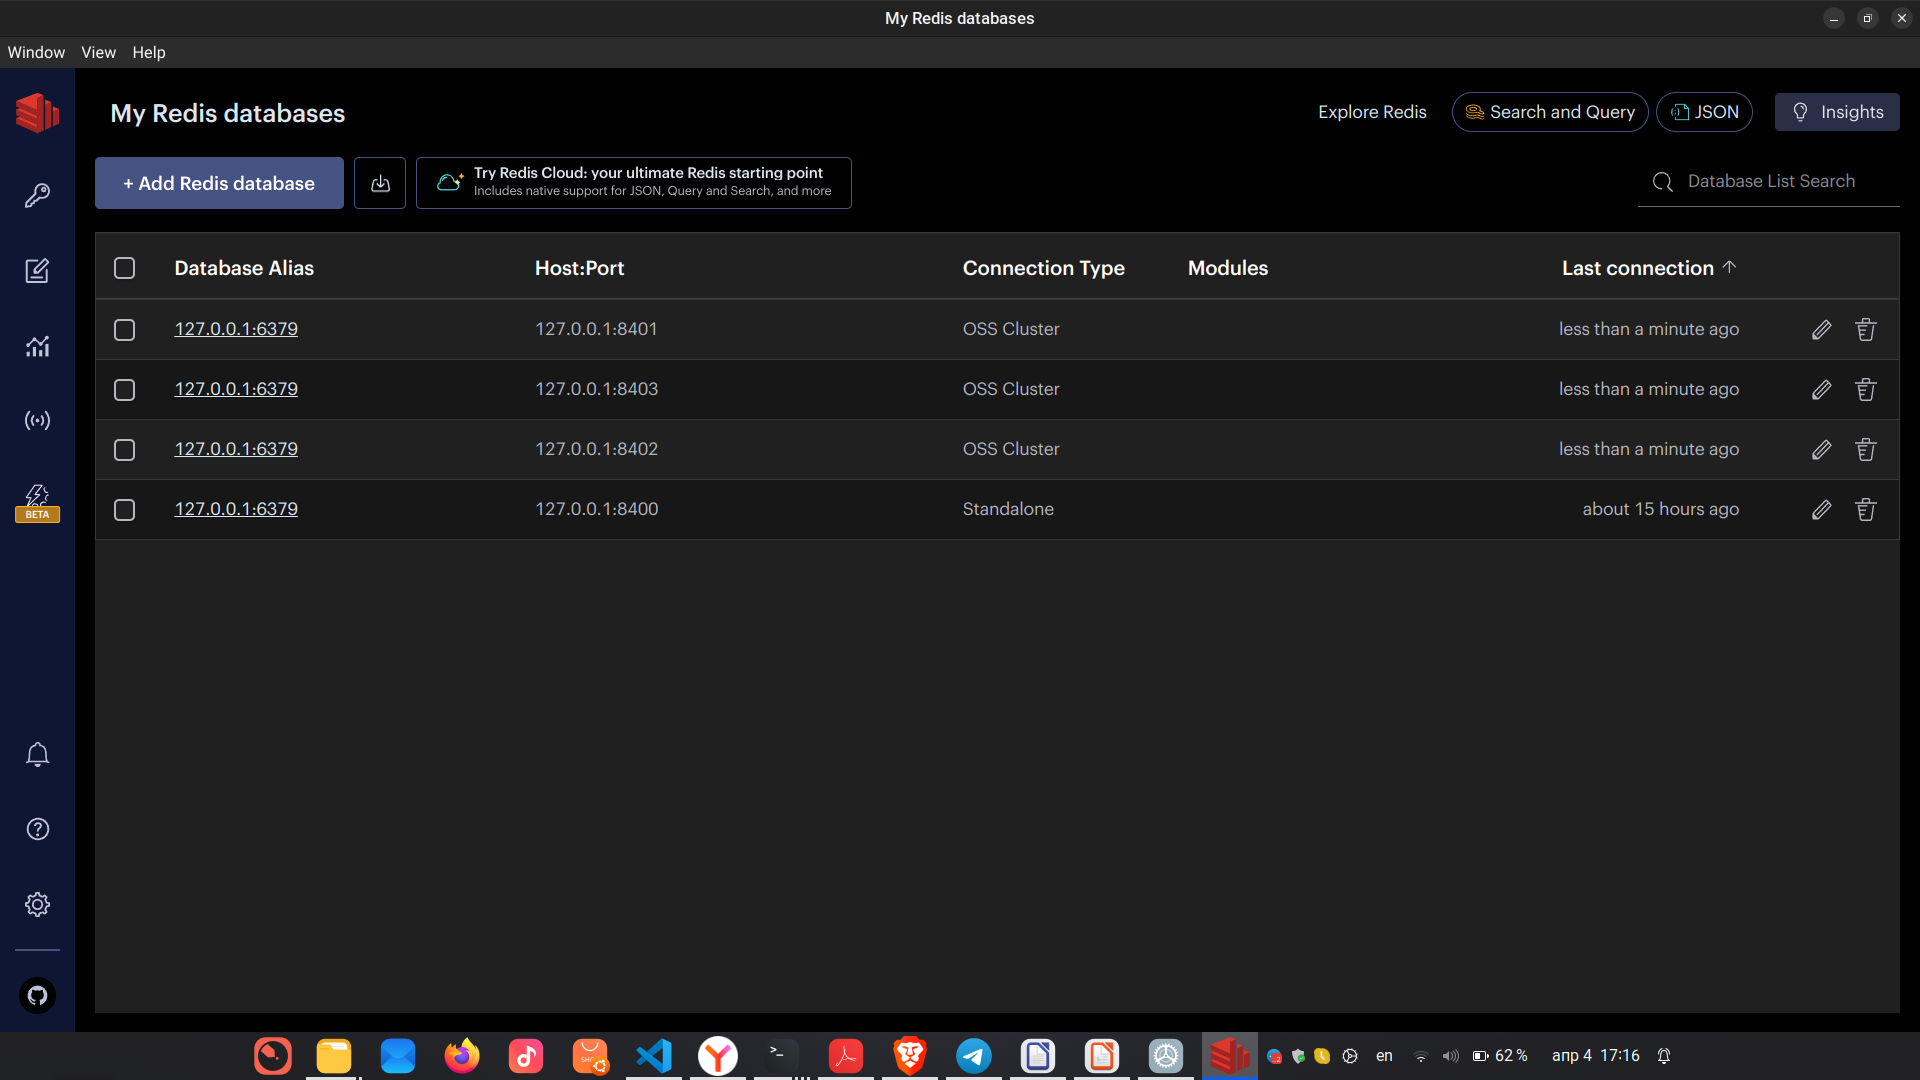 My Redis databases
Window View Help
My Redis databases
Explore Redis Search and Query JSON Insights
+ Add Redis database
Try Redis Cloud: your ultimate Redis starting point
Includes native support for JSON, Query and Search, and more
Database List Search
Database Alias Host:Port Connection Type Modules Last connection
127.0.0.1:6379 127.0.0.1:8401 OSS Cluster less than a minute ago
127.0.0.1:6379 127.0.0.1:8403 OSS Cluster less than a minute ago
127.0.0.1:6379 127.0.0.1:8402 OSS Cluster less than a minute ago
127.0.0.1:6379 127.0.0.1:8400 Standalone about 15 hours ago
BETA
en 62 % апр 4 17:16